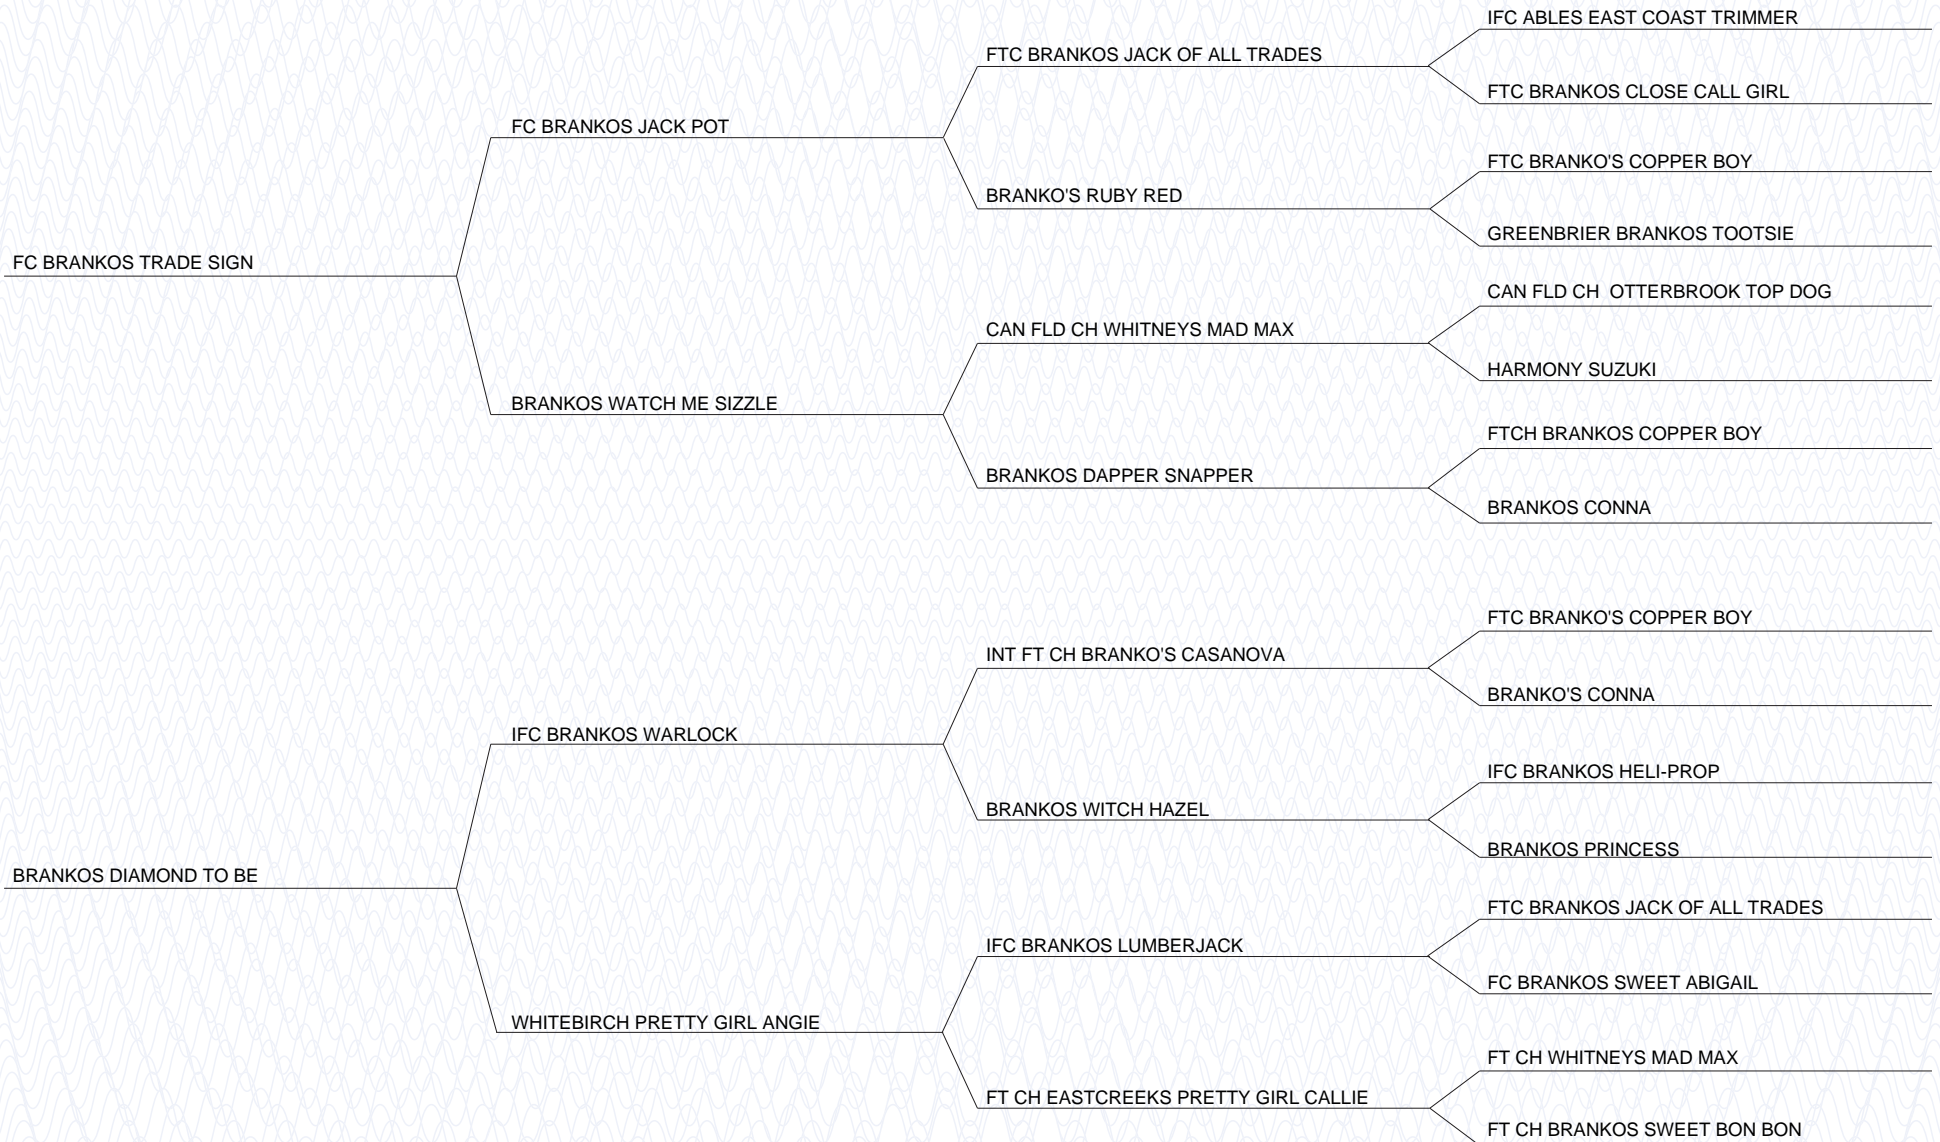 IFC ABLES EAST COAST TRIMMER
FTC BRANKOS JACK OF ALL TRADES
FTC BRANKOS CLOSE CALL GIRL
FC BRANKOS JACK POT
FTC BRANKO'S COPPER BOY
BRANKO'S RUBY RED
GREENBRIER BRANKOS TOOTSIE
FC BRANKOS TRADE SIGN
CAN FLD CH  OTTERBROOK TOP DOG
CAN FLD CH WHITNEYS MAD MAX
HARMONY SUZUKI
BRANKOS WATCH ME SIZZLE
FTCH BRANKOS COPPER BOY
BRANKOS DAPPER SNAPPER
BRANKOS CONNA
FTC BRANKO'S COPPER BOY
INT FT CH BRANKO'S CASANOVA
BRANKO'S CONNA
IFC BRANKOS WARLOCK
IFC BRANKOS HELI-PROP
BRANKOS WITCH HAZEL
BRANKOS PRINCESS
BRANKOS DIAMOND TO BE
FTC BRANKOS JACK OF ALL TRADES
IFC BRANKOS LUMBERJACK
FC BRANKOS SWEET ABIGAIL
WHITEBIRCH PRETTY GIRL ANGIE
FT CH WHITNEYS MAD MAX
FT CH EASTCREEKS PRETTY GIRL CALLIE
FT CH BRANKOS SWEET BON BON